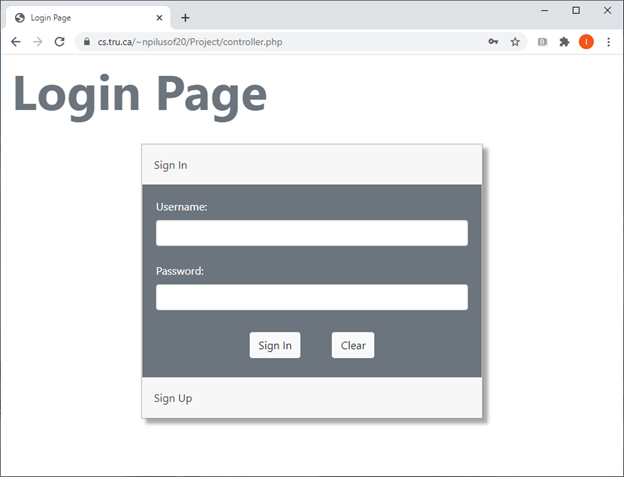 Login Page
cs.tru.ca/~npilusof20/Project/controller.php
I
Login Page
Sign In
Username:
Password:
Sign In Clear
Sign Up